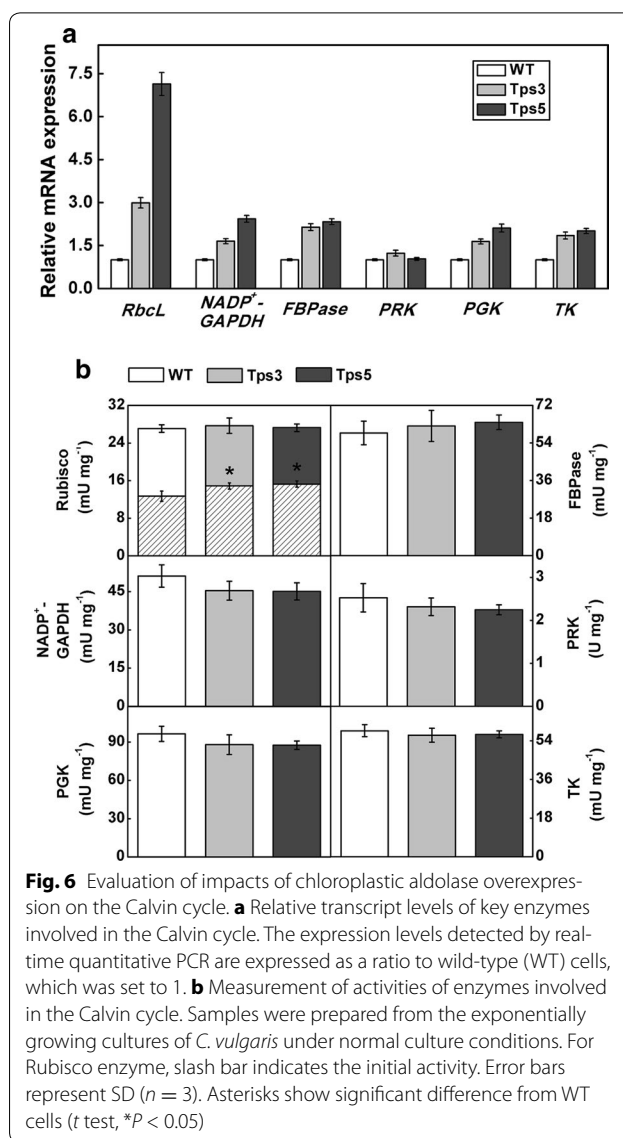 a
Relative mRNA expression
7.5
6.0
4.5
3.0
1.5
0.0
WT
Tps3
Tps5
RbcL
NADP⁺-
GAPDH
FBPase
PRK
PGK
TK
b
WT
Tps3
Tps5
Rubisco
(mU mg⁻¹)
32
24
16
8
0
*
*
72
54
36
18
0
FBPase
(mU mg⁻¹)
NADP⁺-
GAPDH
(mU mg⁻¹)
45
30
15
0
3
2
1
0
PRK
(U mg⁻¹)
PGK
(mU mg⁻¹)
90
60
30
0
54
36
18
0
TK
(mU mg⁻¹)
Fig. 6 Evaluation of impacts of chloroplastic aldolase overexpres-
sion on the Calvin cycle. a Relative transcript levels of key enzymes
involved in the Calvin cycle. The expression levels detected by real-
time quantitative PCR are expressed as a ratio to wild-type (WT) cells,
which was set to 1. b Measurement of activities of enzymes involved
in the Calvin cycle. Samples were prepared from the exponentially
growing cultures of C. vulgaris under normal culture conditions. For
Rubisco enzyme, slash bar indicates the initial activity. Error bars
represent SD (n = 3). Asterisks show significant difference from WT
cells (t test, *P < 0.05)